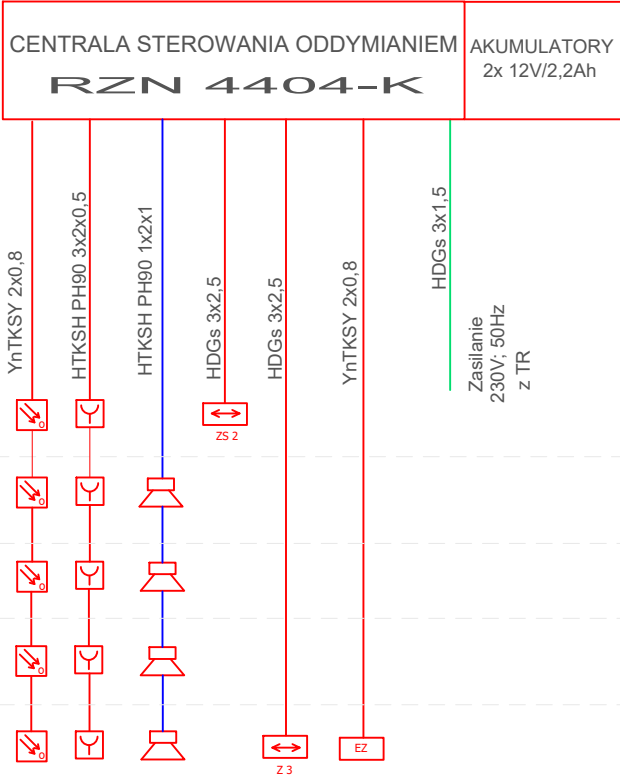 CENTRALA STEROWANIA ODDYMIANIEM
RZN 4404-K
AKUMULATORY
2x 12V/2,2Ah
YnTKSY 2x0,8
HTKSH PH90 3x2x0,5
HTKSH PH90 1x2x1
HDGs 3x2,5
HDGs 3x2,5
YnTKSY 2x0,8
HDGs 3x1,5
Zasilanie
230V; 50Hz
z TR
O
ZS 2
O
O
O
O
EZ
Z 3